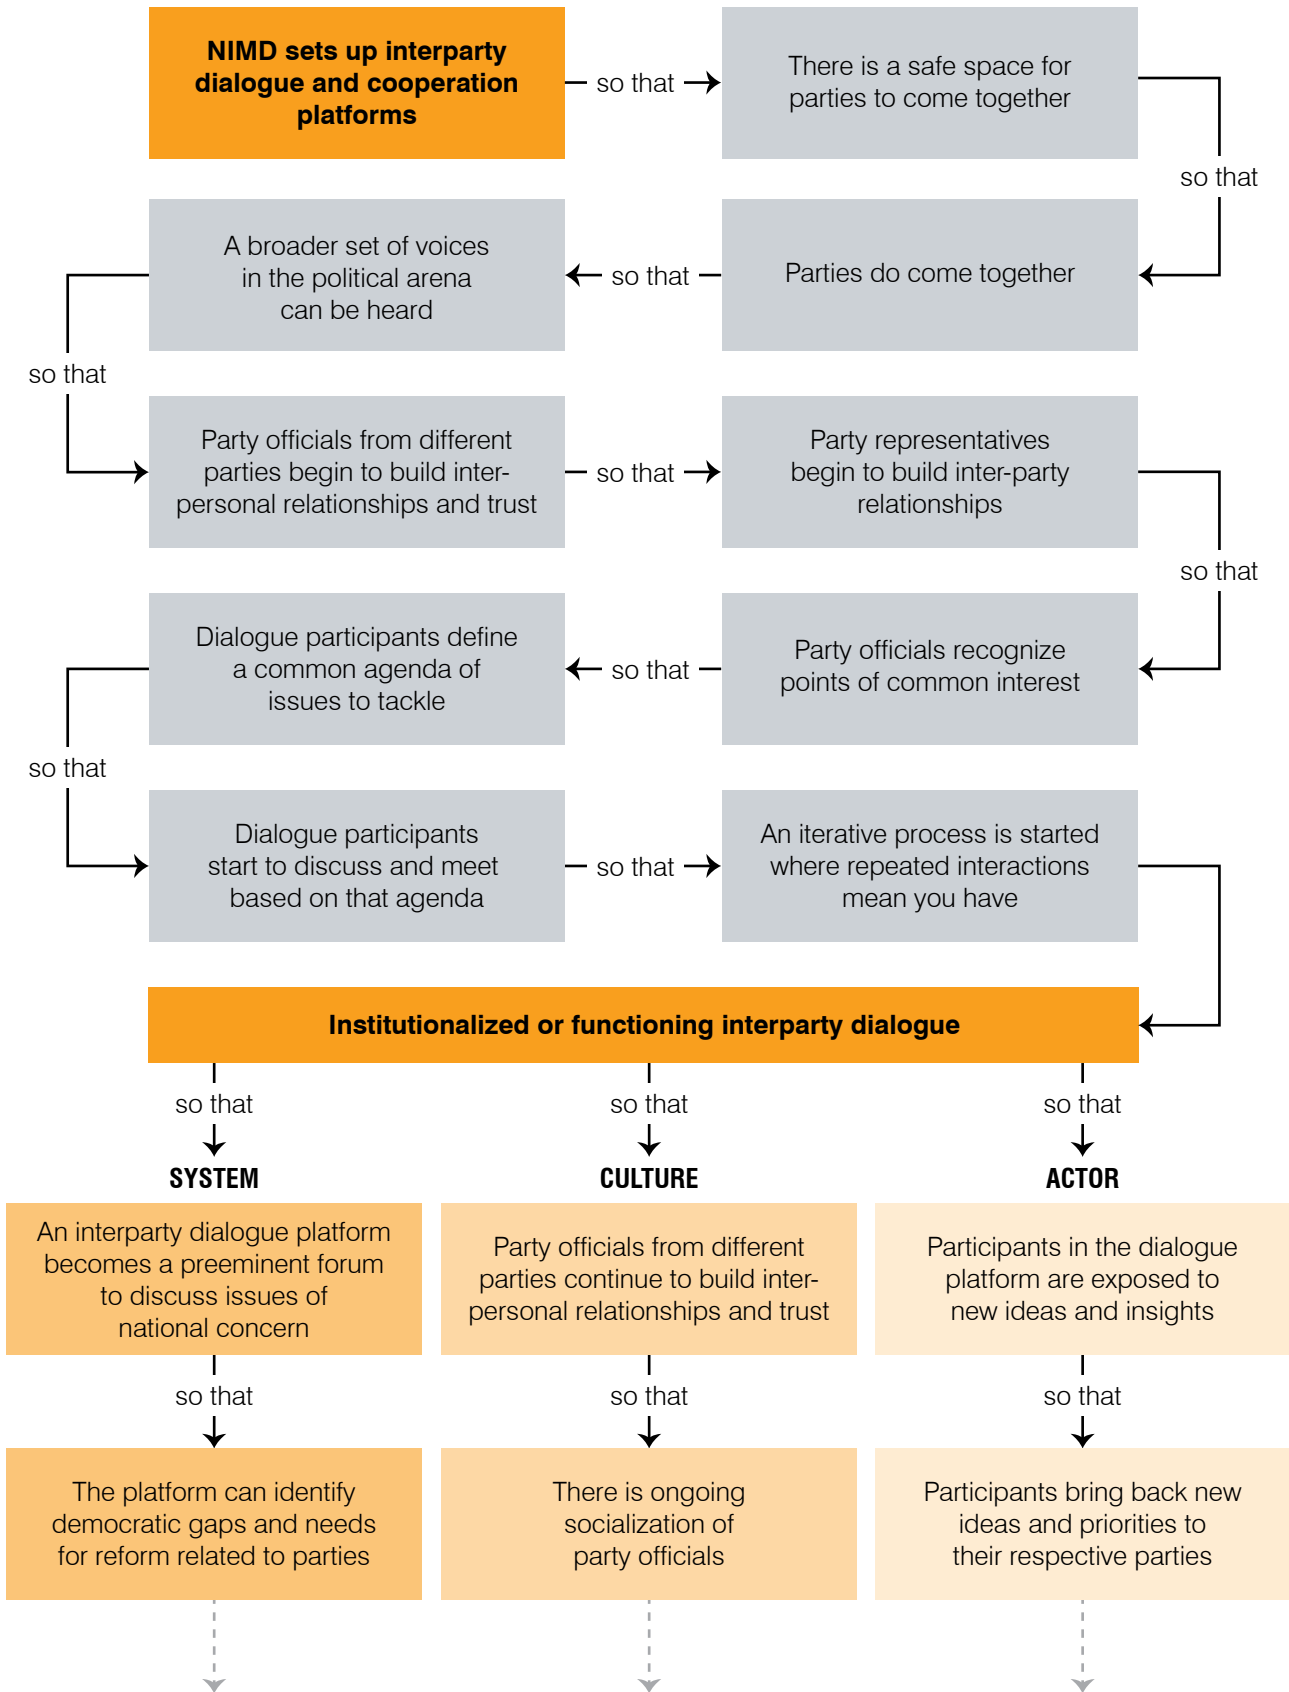 NIMD sets up interparty
dialogue and cooperation
platforms
so that
There is a safe space for
parties to come together
so that
Parties do come together
so that
A broader set of voices
in the political arena
can be heard
so that
Party officials from different
parties begin to build inter-
personal relationships and trust
so that
Party representatives
begin to build inter-party
relationships
so that
Party officials recognize
points of common interest
so that
Dialogue participants define
a common agenda of
issues to tackle
so that
Dialogue participants
start to discuss and meet
based on that agenda
so that
An iterative process is started
where repeated interactions
mean you have
Institutionalized or functioning interparty dialogue
so that
SYSTEM
An interparty dialogue platform
becomes a preeminent forum
to discuss issues of
national concern
so that
The platform can identify
democratic gaps and needs
for reform related to parties
so that
CULTURE
Party officials from different
parties continue to build inter-
personal relationships and trust
so that
There is ongoing
socialization of
party officials
so that
ACTOR
Participants in the dialogue
platform are exposed to
new ideas and insights
so that
Participants bring back new
ideas and priorities to
their respective parties